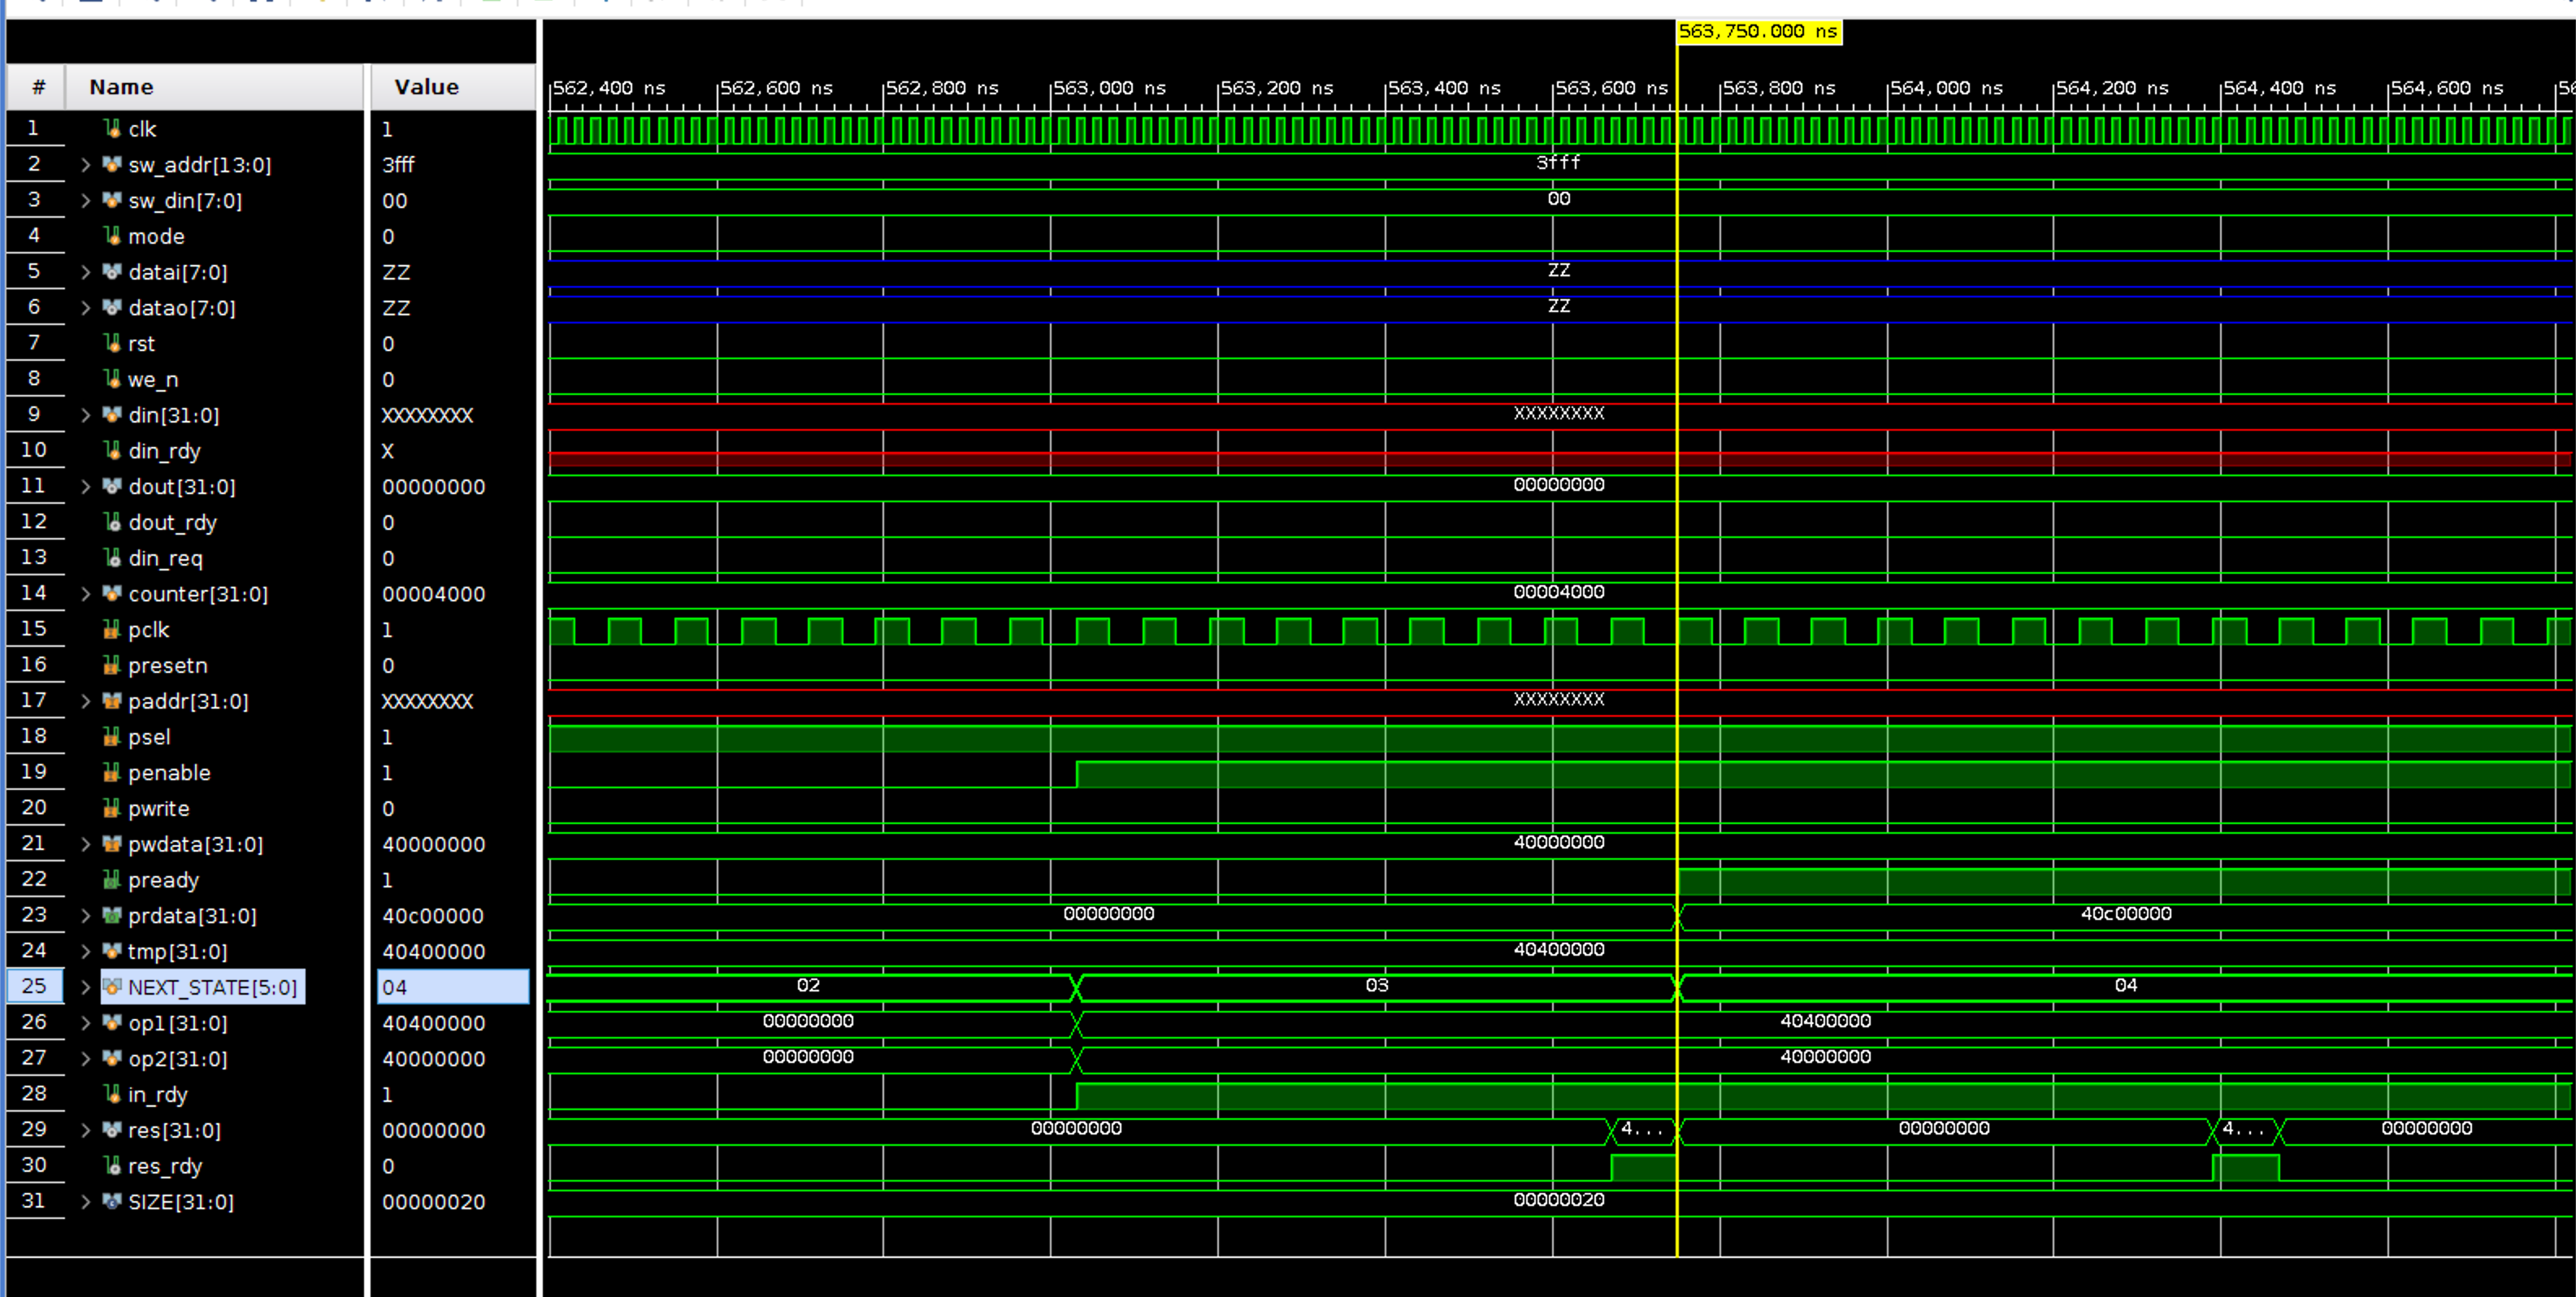 563,750.000 ns
# Name Value 562,400 ns 562,600 ns 562,800 ns 563,000 ns 563,200 ns 563,400 ns 563,600 ns 563,800 ns 564,000 ns 564,200 ns 564,400 ns 564,600 ns
1 clk 1
2 sw_addr[13:0] 3fff 3fff
3 sw_din[7:0] 00 00
4 mode 0
5 datai[7:0] ZZ ZZ
6 datao[7:0] ZZ ZZ
7 rst 0
8 we_n 0
9 din[31:0] XXXXXXXX XXXXXXXX
10 din_rdy X
11 dout[31:0] 00000000 00000000
12 dout_rdy 0
13 din_req 0
14 counter[31:0] 00004000 00004000
15 pclk 1
16 presetn 0
17 paddr[31:0] XXXXXXXX XXXXXXXX
18 psel 1
19 penable 1
20 pwrite 0
21 pwdata[31:0] 40000000 40000000
22 pready 1
23 prdata[31:0] 40c00000 00000000 40c00000
24 tmp[31:0] 40400000 40400000
25 NEXT_STATE[5:0] 04 02 03 04
26 op1[31:0] 40400000 00000000 40400000
27 op2[31:0] 40000000 00000000 40000000
28 in_rdy 1
29 res[31:0] 00000000 00000000 4... 00000000 4... 00000000
30 res_rdy 0
31 SIZE[31:0] 00000020 00000020